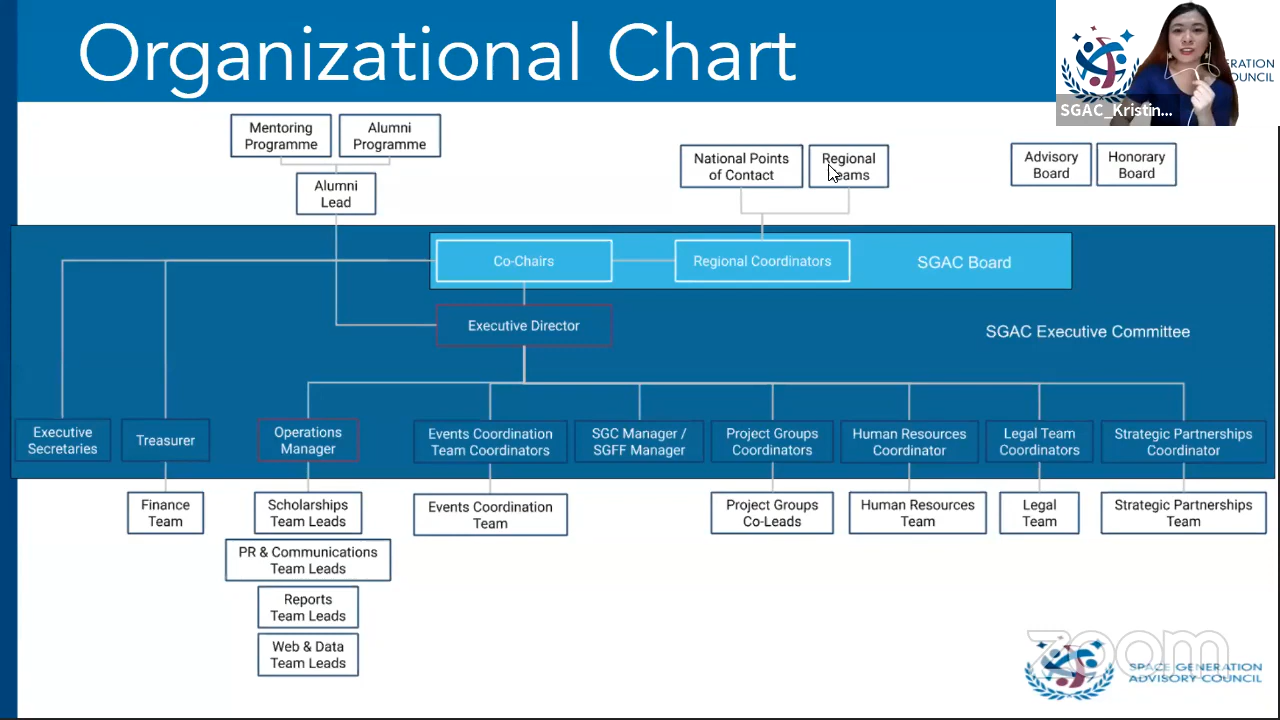 Organizational Chart
ERATION
OUNCIL
SGAC_Kristin...
Mentoring
Programme
Alumni
Programme
Alumni
Lead
National Points
of Contact
Regional
Teams
Advisory
Board
Honorary
Board
Co-Chairs
Regional Coordinators
SGAC Board
Executive Director
SGAC Executive Committee
Executive
Secretaries
Treasurer
Operations
Manager
Events Coordination
Team Coordinators
SGC Manager /
SGFF Manager
Project Groups
Coordinators
Human Resources
Coordinator
Legal Team
Coordinators
Strategic Partnerships
Coordinator
Finance
Team
Scholarships
Team Leads
Events Coordination
Team
Project Groups
Co-Leads
Human Resources
Team
Legal
Team
Strategic Partnerships
Team
PR & Communications
Team Leads
Reports
Team Leads
Web & Data
Team Leads
zoom
SPACE GENERATION
ADVISORY COUNCIL